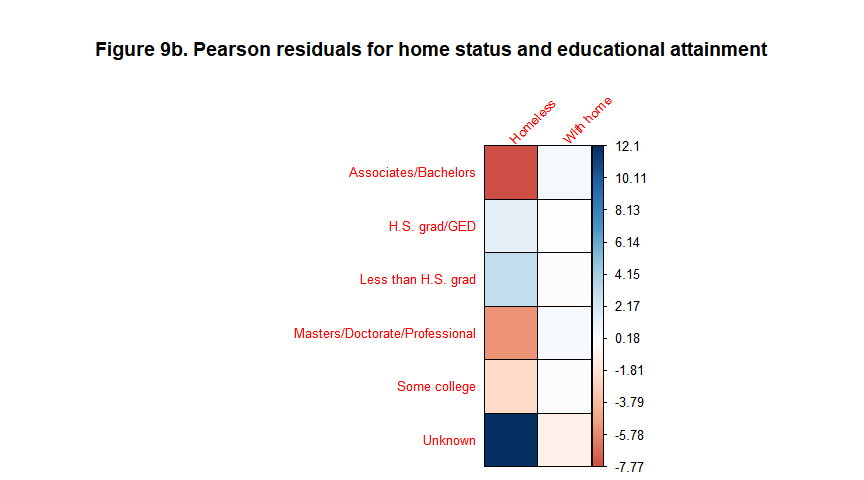 Figure 9b. Pearson residuals for home status and educational attainment
Homeless
With home
Associates/Bachelors
H.S. grad/GED
Less than H.S. grad
Masters/Doctorate/Professional
Some college
Unknown
12.1
10.11
8.13
6.14
4.15
2.17
0.18
-1.81
-3.79
-5.78
-7.77